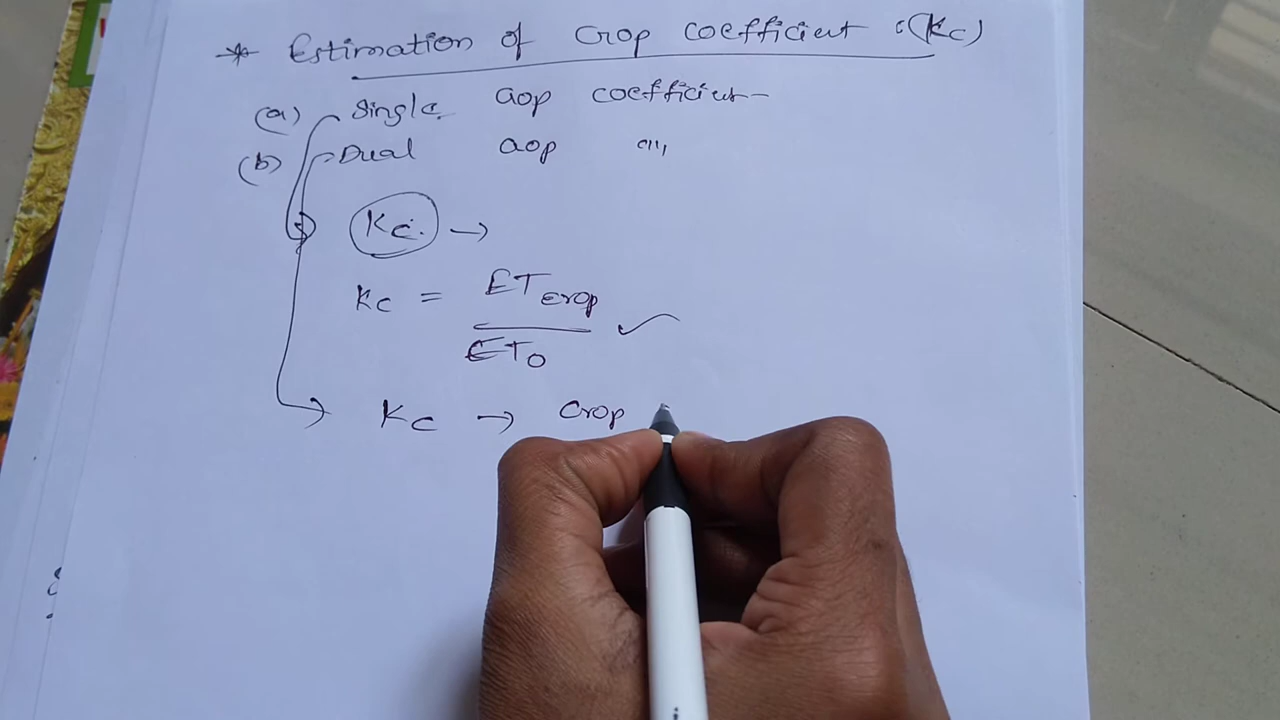 * Estimation of Crop coefficient :(Kc)
(a) Single crop coefficient
(b) Dual crop "
Kc. →
Kc = ETcrop / ETo
Kc → Crop